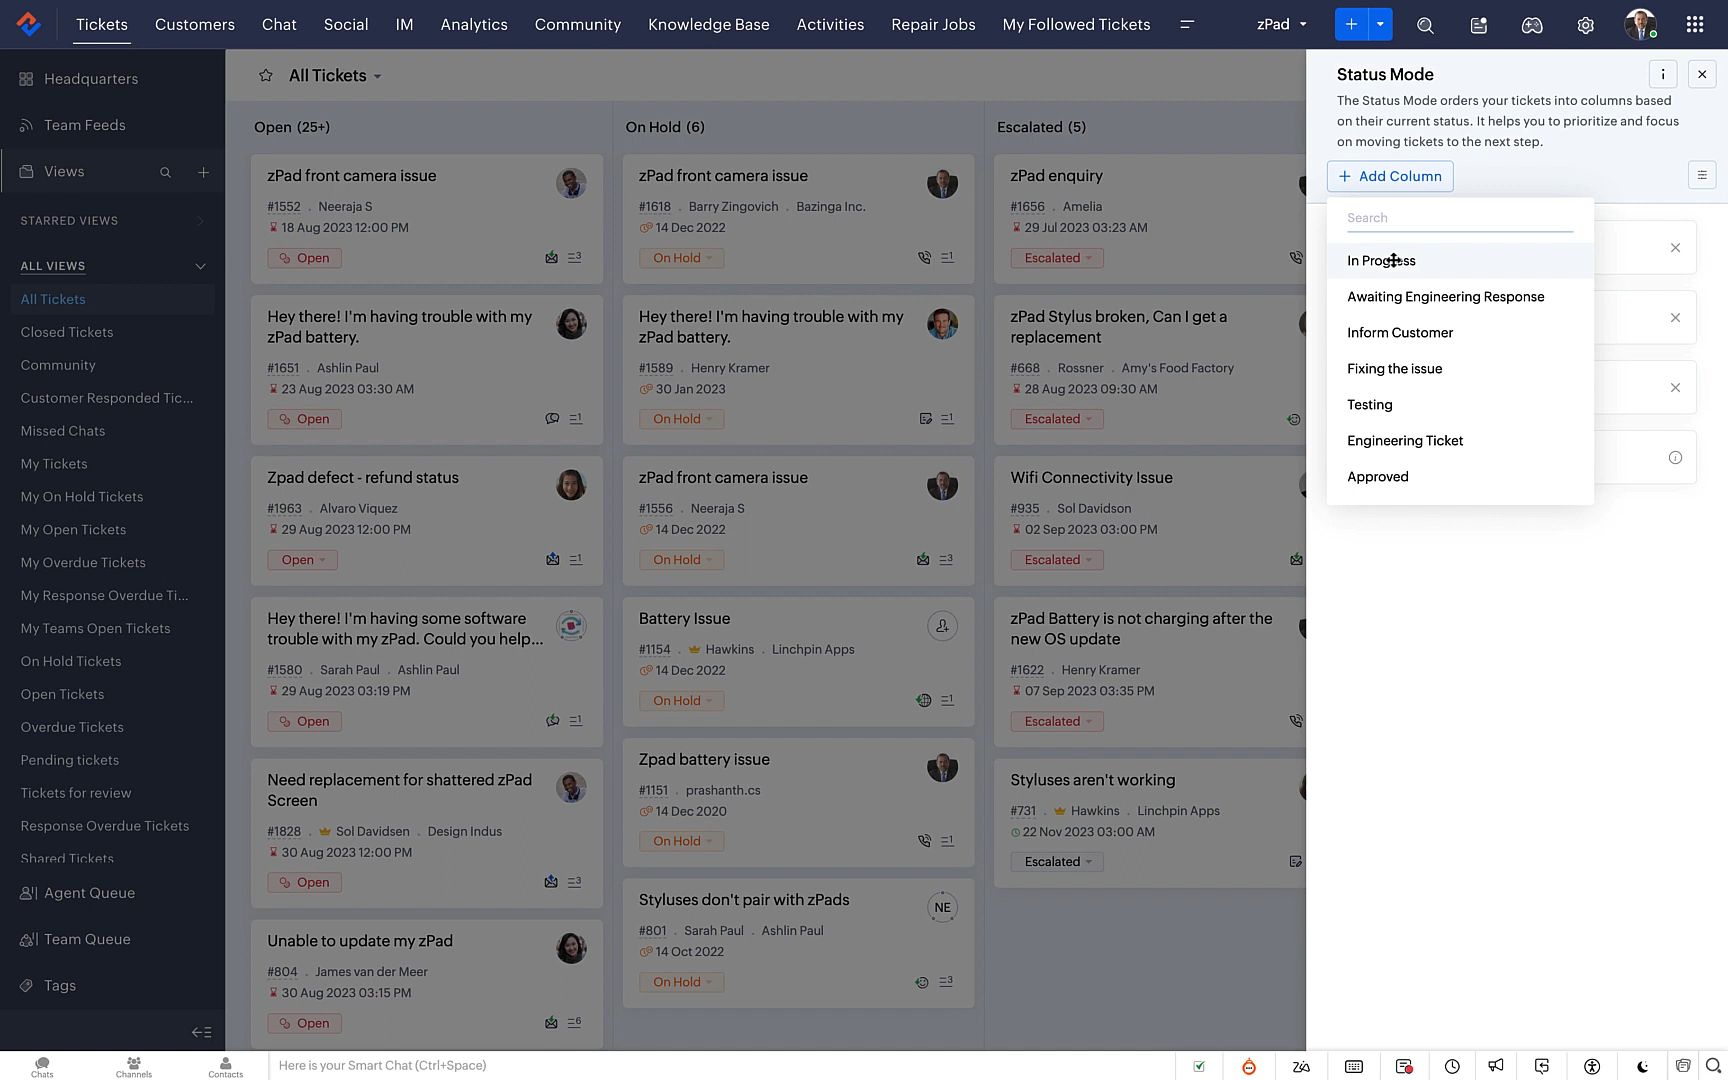 Tickets
Customers
Chat
Social
IM
Analytics
Community
Knowledge Base
Activities
Repair Jobs
My Followed Tickets
zPad
Headquarters
Team Feeds
Views
STARRED VIEWS
ALL VIEWS
All Tickets
Closed Tickets
Community
Customer Responded Tic...
Missed Chats
My Tickets
My On Hold Tickets
My Open Tickets
My Overdue Tickets
My Response Overdue Ti...
My Teams Open Tickets
On Hold Tickets
Open Tickets
Overdue Tickets
Pending tickets
Tickets for review
Response Overdue Tickets
Shared Tickets
Agent Queue
Team Queue
Tags
All Tickets
Open (25+)
zPad front camera issue
#1552 . Neeraja S
18 Aug 2023 12:00 PM
Open
3
Hey there! I'm having trouble with my
zPad battery.
#1651 . Ashlin Paul
23 Aug 2023 03:30 AM
Open
1
Zpad defect - refund status
#1963 . Alvaro Viquez
29 Aug 2023 12:00 PM
Open
1
Hey there! I'm having some software
trouble with my zPad. Could you help...
#1580 . Sarah Paul . Ashlin Paul
29 Aug 2023 03:19 PM
Open
1
Need replacement for shattered zPad
Screen
#1828 . Sol Davidsen . Design Indus
30 Aug 2023 12:00 PM
Open
3
Unable to update my zPad
#804 . James van der Meer
30 Aug 2023 03:15 PM
Open
6
On Hold (6)
zPad front camera issue
#1618 . Barry Zingovich . Bazinga Inc.
14 Dec 2022
On Hold
1
Hey there! I'm having trouble with my
zPad battery.
#1589 . Henry Kramer
30 Jan 2023
On Hold
1
zPad front camera issue
#1556 . Neeraja S
14 Dec 2022
On Hold
3
Battery Issue
#1154 . Hawkins . Linchpin Apps
14 Dec 2022
On Hold
1
Zpad battery issue
#1151 . prashanth.cs
14 Dec 2020
On Hold
1
Styluses don't pair with zPads
NE
#801 . Sarah Paul . Ashlin Paul
14 Oct 2022
On Hold
3
Escalated (5)
zPad enquiry
#1656 . Amelia
29 Jul 2023 03:23 AM
Escalated
zPad Stylus broken, Can I get a
replacement
#668 . Rossner . Amy's Food Factory
28 Aug 2023 09:30 AM
Escalated
Wifi Connectivity Issue
#935 . Sol Davidson
02 Sep 2023 03:00 PM
Escalated
zPad Battery is not charging after the
new OS update
#1622 . Henry Kramer
07 Sep 2023 03:35 PM
Escalated
Styluses aren't working
#731 . Hawkins . Linchpin Apps
22 Nov 2023 03:00 AM
Escalated
Status Mode
The Status Mode orders your tickets into columns based
on their current status. It helps you to prioritize and focus
on moving tickets to the next step.
+ Add Column
Search
In Progress
Awaiting Engineering Response
Inform Customer
Fixing the issue
Testing
Engineering Ticket
Approved
Chats
Channels
Contacts
Here is your Smart Chat (Ctrl+Space)